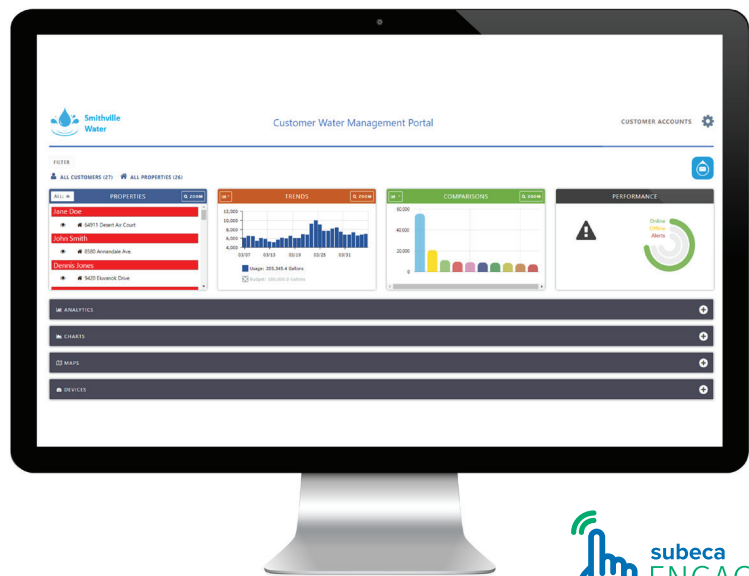 Smithville
Water
Customer Water Management Portal
CUSTOMER ACCOUNTS
FILTER
ALL CUSTOMERS (27) ALL PROPERTIES (26)
ALL: PROPERTIES ZOOM
Jane Doe
64911 Desert Air Court
John Smith
8580 Annandale Ave.
Dennis Jones
9420 Ekwanok Drive
TRENDS ZOOM
12,000
10,000
8,000
6,000
4,000
03/07 03/13 03/19 03/25 03/31
Usage: 205,345.4 Gallons
COMPARISONS ZOOM
60,000
40,000
20,000
0
PERFORMANCE
Online
Offline
Alerts
ANALYTICS
CHARTS
MAPS
DEVICES
subeca
ENGAG